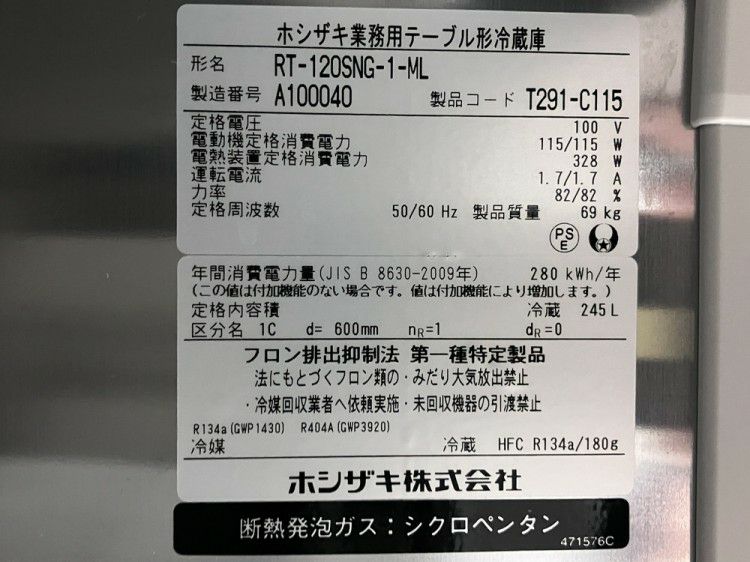 ホシザキ業務用テーブル形冷蔵庫
形名 RT-120SNG-1-ML
製造番号 A100040 製品コード T291-C115
定格電圧 100 V
電動機定格消費電力 115/115 W
電熱装置定格消費電力 328 W
運転電流 1.7/1.7 A
力率 82/82 %
定格周波数 50/60 Hz 製品質量 69 kg
PS E
年間消費電力量(JIS B 8630-2009年) 280 kWh/年
(この値は付加機能のない場合です。値は付加機能により増加します。)
定格内容積 冷蔵 245 L
区分名 1C d= 600mm nR=1 dR=0
フロン排出抑制法 第一種特定製品
法にもとづくフロン類の・みだり大気放出禁止
・冷媒回収業者へ依頼実施・未回収機器の引渡禁止
R134a(GWP1430) R404A(GWP3920)
冷媒 冷蔵 HFC R134a/180g
ホシザキ株式会社
断熱発泡ガス：シクロペンタン
471576C